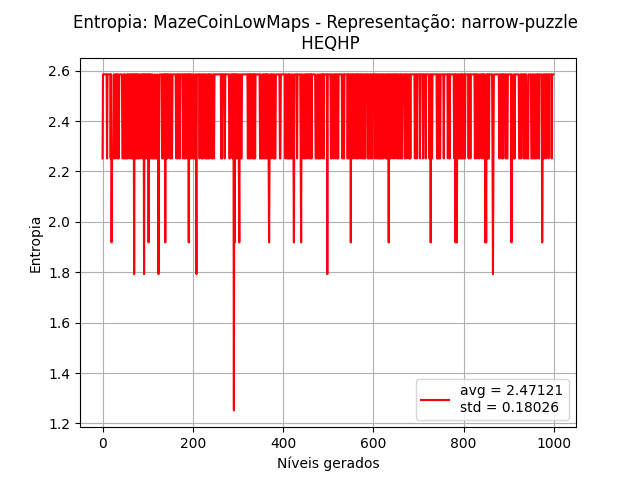 Entropia: MazeCoinLowMaps - Representação: narrow-puzzle
HEQHP
2.6
2.4
2.2
2.0
1.8
1.6
1.4
1.2
Entropia
avg = 2.47121
std = 0.18026
0
200
400
600
800
1000
Níveis gerados